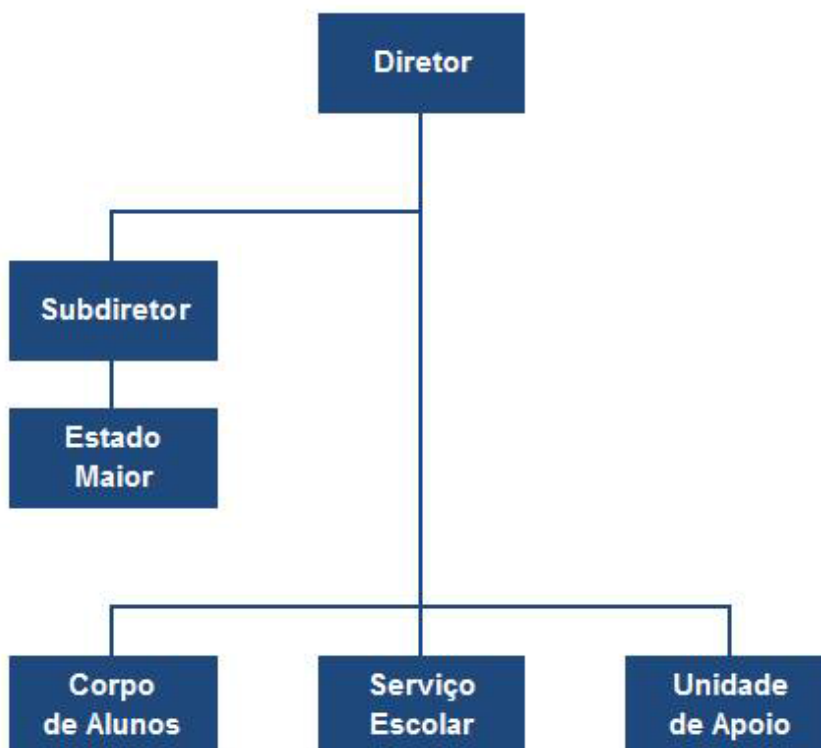 Diretor
Subdiretor
Estado
Maior
Corpo
de Alunos
Serviço
Escolar
Unidade
de Apoio